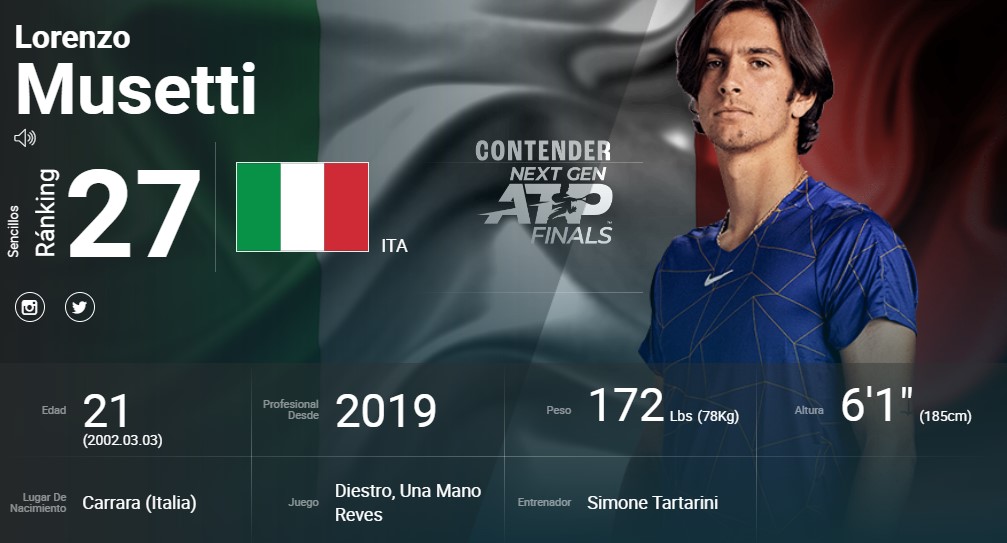 Lorenzo
Musetti
Sencillos
Ránking
27
ITA
CONTENDER
NEXT GEN
ATP
FINALS
Edad
21
(2002.03.03)
Profesional
Desde
2019
Peso
172 Lbs (78Kg)
Altura
6'1" (185cm)
Lugar De
Nacimiento
Carrara (Italia)
Juego
Diestro, Una Mano
Reves
Entrenador
Simone Tartarini